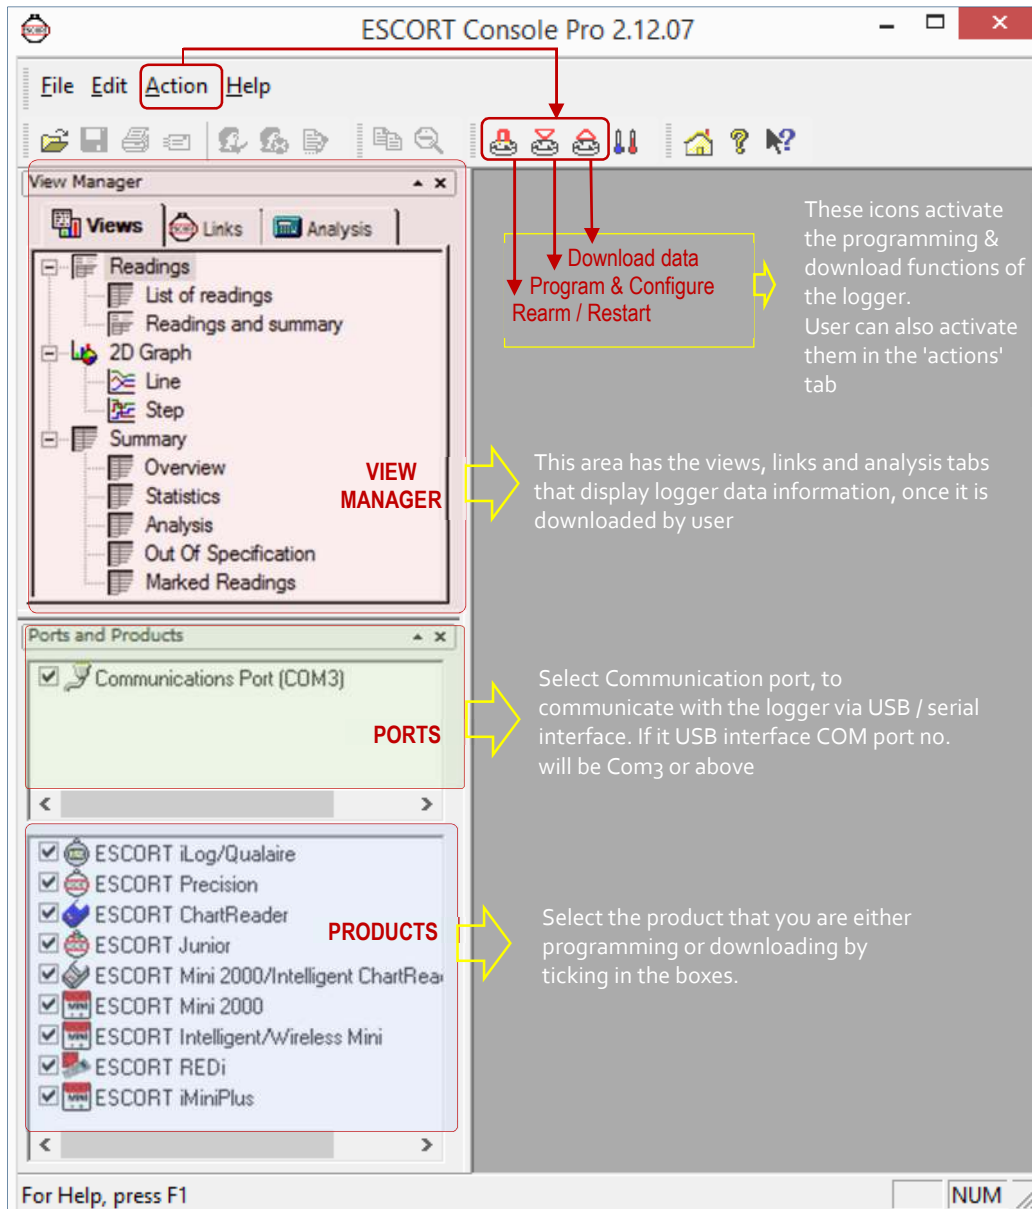 ESCORT Console Pro 2.12.07
File Edit Action Help
View Manager
Views Links Analysis
Readings
List of readings
Readings and summary
2D Graph
Line
Step
Summary
Overview
Statistics
Analysis
Out Of Specification
Marked Readings
VIEW
MANAGER
Download data
Program & Configure
Rearm / Restart
These icons activate
the programming &
download functions of
the logger.
User can also activate
them in the 'actions'
tab
This area has the views, links and analysis tabs
that display logger data information, once it is
downloaded by user
Ports and Products
Communications Port (COM3)
PORTS
Select Communication port, to
communicate with the logger via USB / serial
interface. If it USB interface COM port no.
will be Com3 or above
ESCORT iLog/Qualaire
ESCORT Precision
ESCORT ChartReader
ESCORT Junior
ESCORT Mini 2000/Intelligent ChartRea
ESCORT Mini 2000
ESCORT Intelligent/Wireless Mini
ESCORT REDi
ESCORT iMiniPlus
PRODUCTS
Select the product that you are either
programming or downloading by
ticking in the boxes.
For Help, press F1
NUM